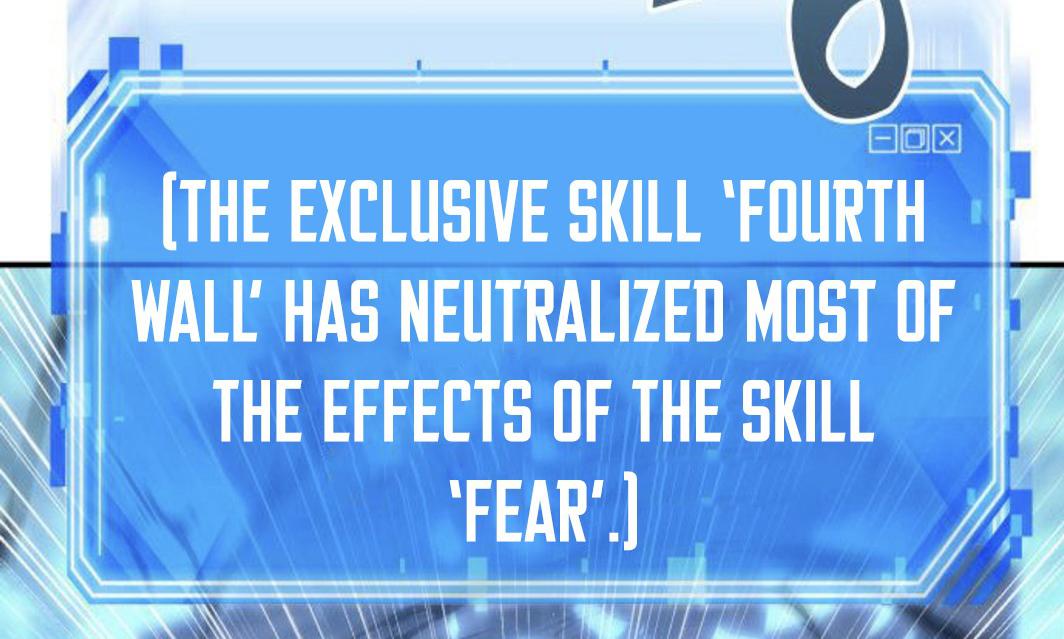 [THE EXCLUSIVE SKILL ‘FOURTH
WALL’ HAS NEUTRALIZED MOST OF
THE EFFECTS OF THE SKILL
‘FEAR’.]